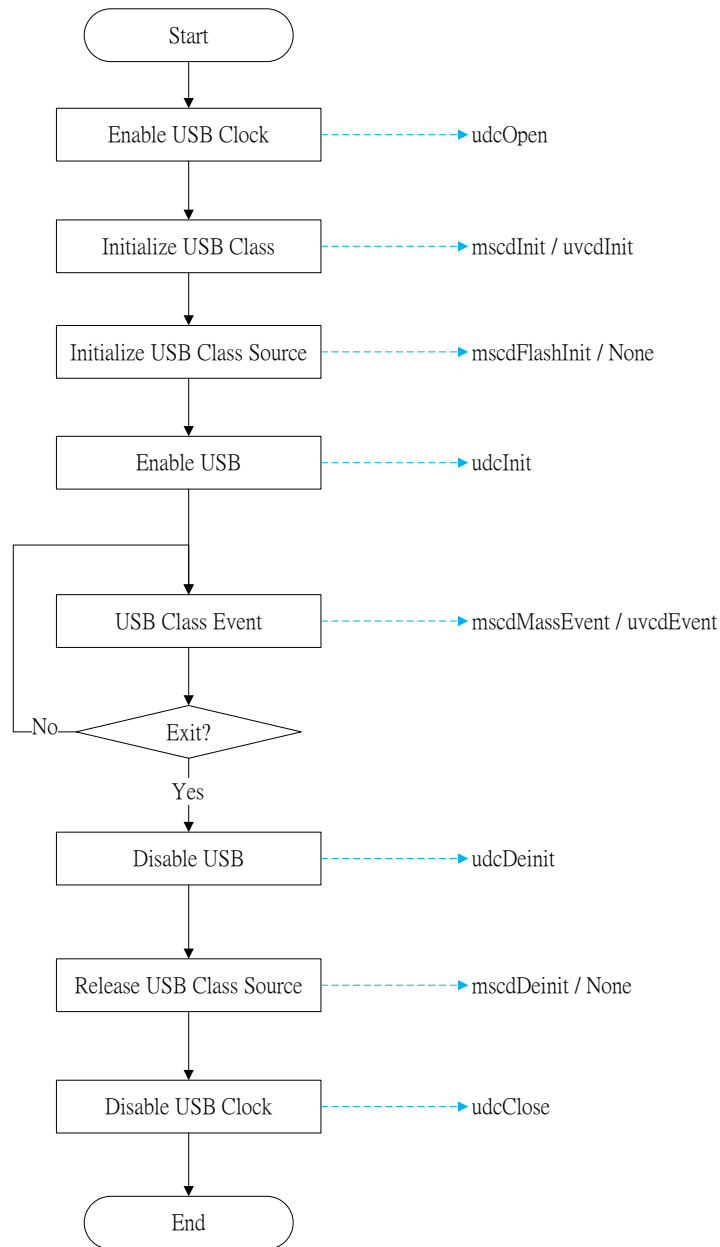 Start
Enable USB Clock
udcOpen
Initialize USB Class
mscdInit / uvcdInit
Initialize USB Class Source
mscdFlashInit / None
Enable USB
udcInit
USB Class Event
mscdMassEvent / uvcdEvent
No
Exit?
Yes
Disable USB
udcDeinit
Release USB Class Source
mscdDeinit / None
Disable USB Clock
udcClose
End